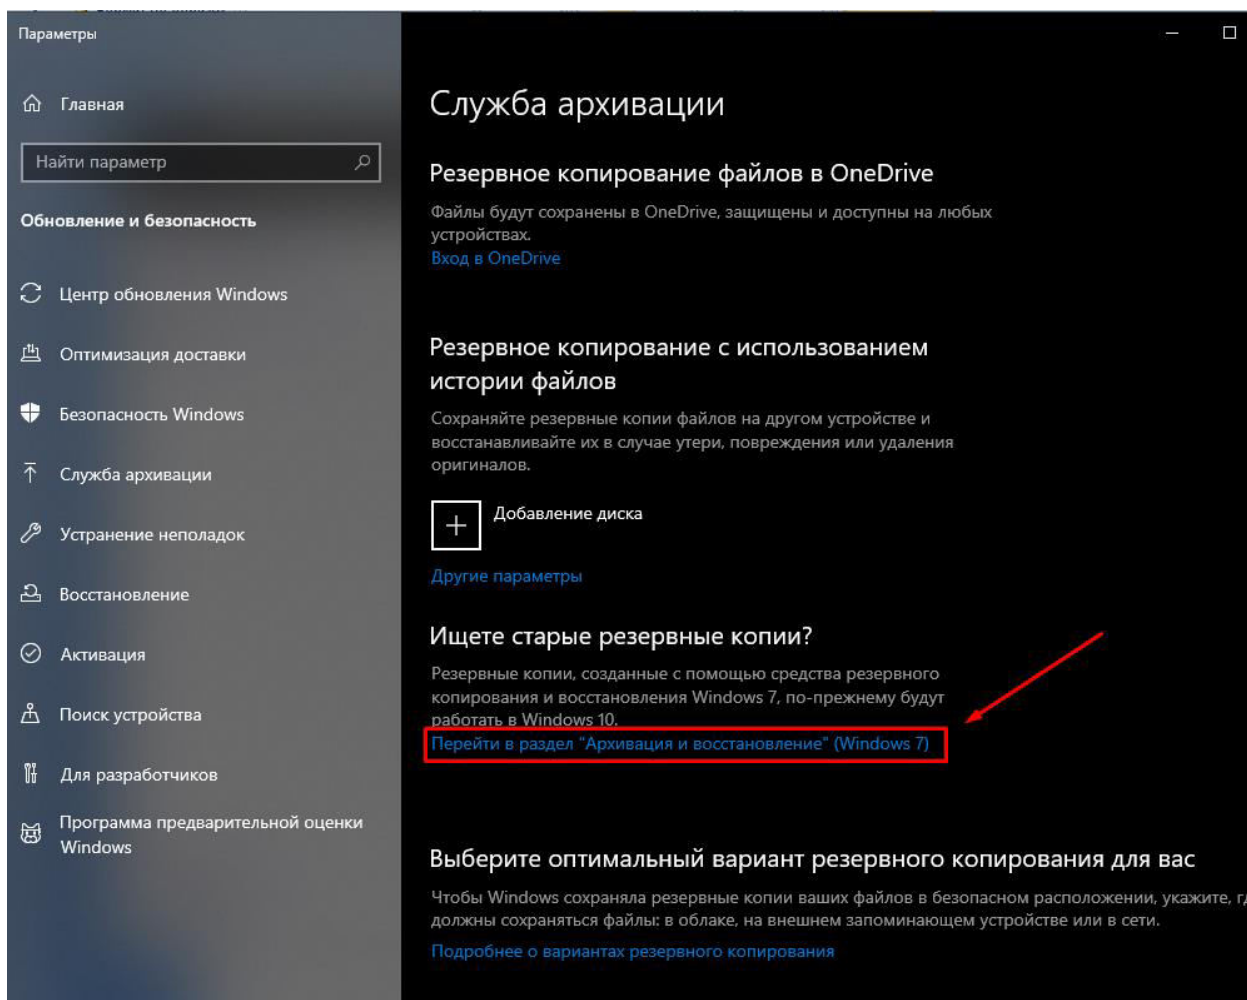 Параметры
Главная
Найти параметр
Обновление и безопасность
Центр обновления Windows
Оптимизация доставки
Безопасность Windows
Служба архивации
Устранение неполадок
Восстановление
Активация
Поиск устройства
Для разработчиков
Программа предварительной оценки
Windows
Служба архивации
Резервное копирование файлов в OneDrive
Файлы будут сохранены в OneDrive, защищены и доступны на любых
устройствах.
Вход в OneDrive
Резервное копирование с использованием
истории файлов
Сохраняйте резервные копии файлов на другом устройстве и
восстанавливайте их в случае утери, повреждения или удаления
оригиналов.
Добавление диска
Другие параметры
Ищете старые резервные копии?
Резервные копии, созданные с помощью средства резервного
копирования и восстановления Windows 7, по-прежнему будут
работать в Windows 10.
Перейти в раздел "Архивация и восстановление" (Windows 7)
Выберите оптимальный вариант резервного копирования для вас
Чтобы Windows сохраняла резервные копии ваших файлов в безопасном расположении, укажите,
должны сохраняться файлы: в облаке, на внешнем запоминающем устройстве или в сети.
Подробнее о вариантах резервного копирования